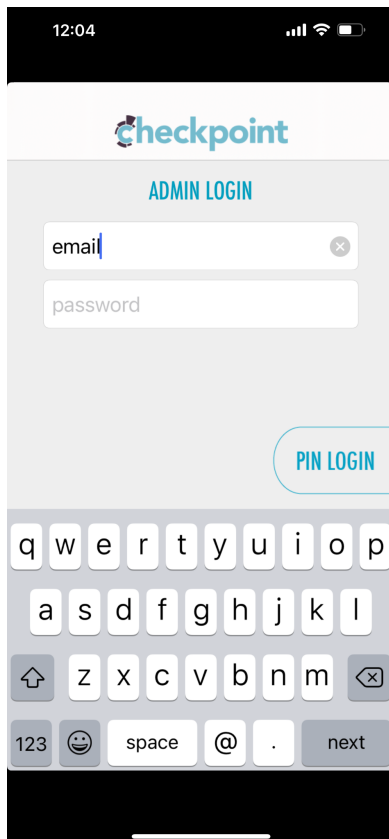 12:04
checkpoint
ADMIN LOGIN
email
password
PIN LOGIN
q w e r t y u i o p
a s d f g h j k l
z x c v b n m
123 space @ . next